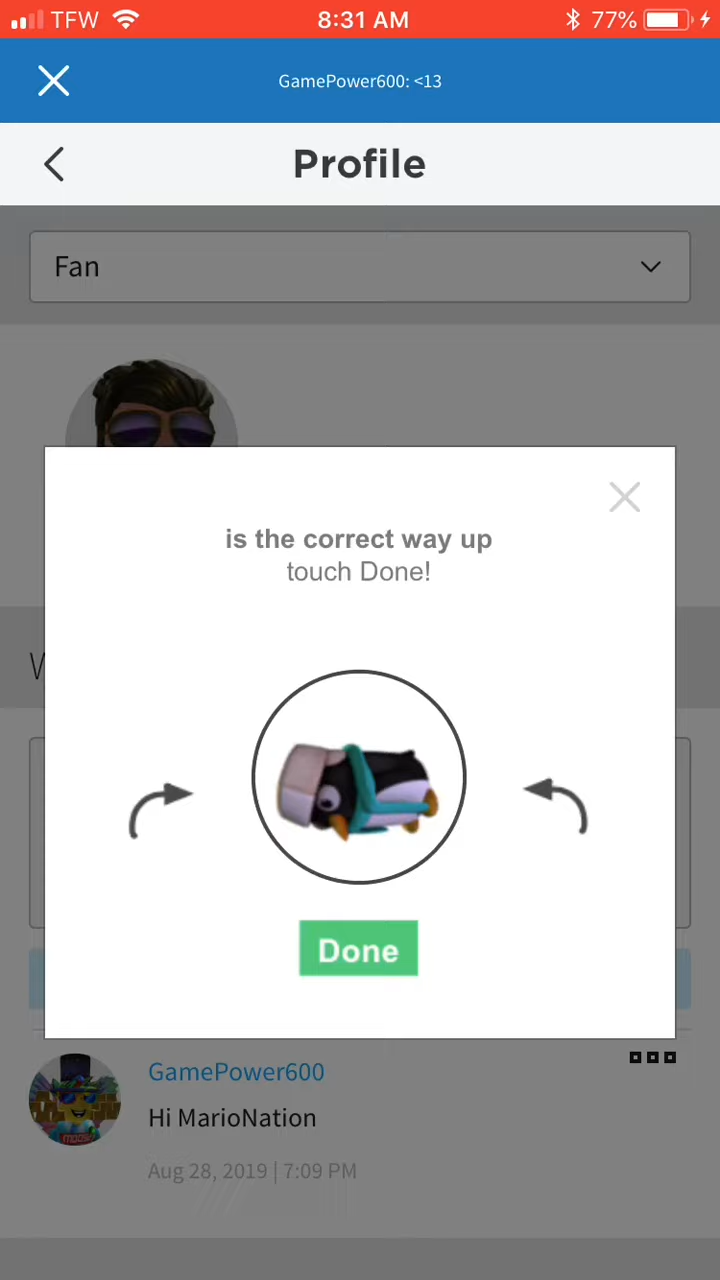 TFW 8:31 AM 77%
GamePower600: <13
Profile
Fan
is the correct way up
touch Done!
W
Done
GamePower600
Hi MarioNation
Aug 28, 2019 | 7:09 PM